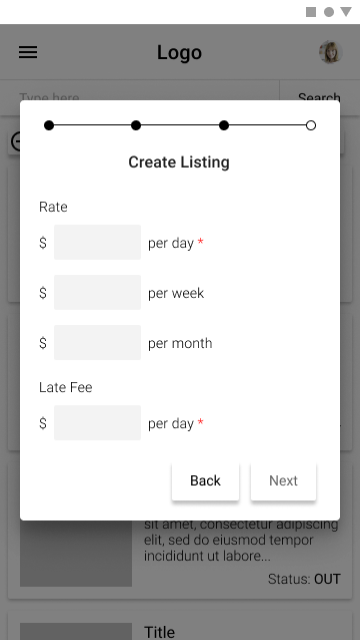 Logo
Type here
Search
Create Listing
Rate
$ per day *
$ per week
$ per month
Late Fee
$ per day *
Back Next
sit amet, consectetur adipiscing
elit, sed do eiusmod tempor
incididunt ut labore...
Status: OUT
Title